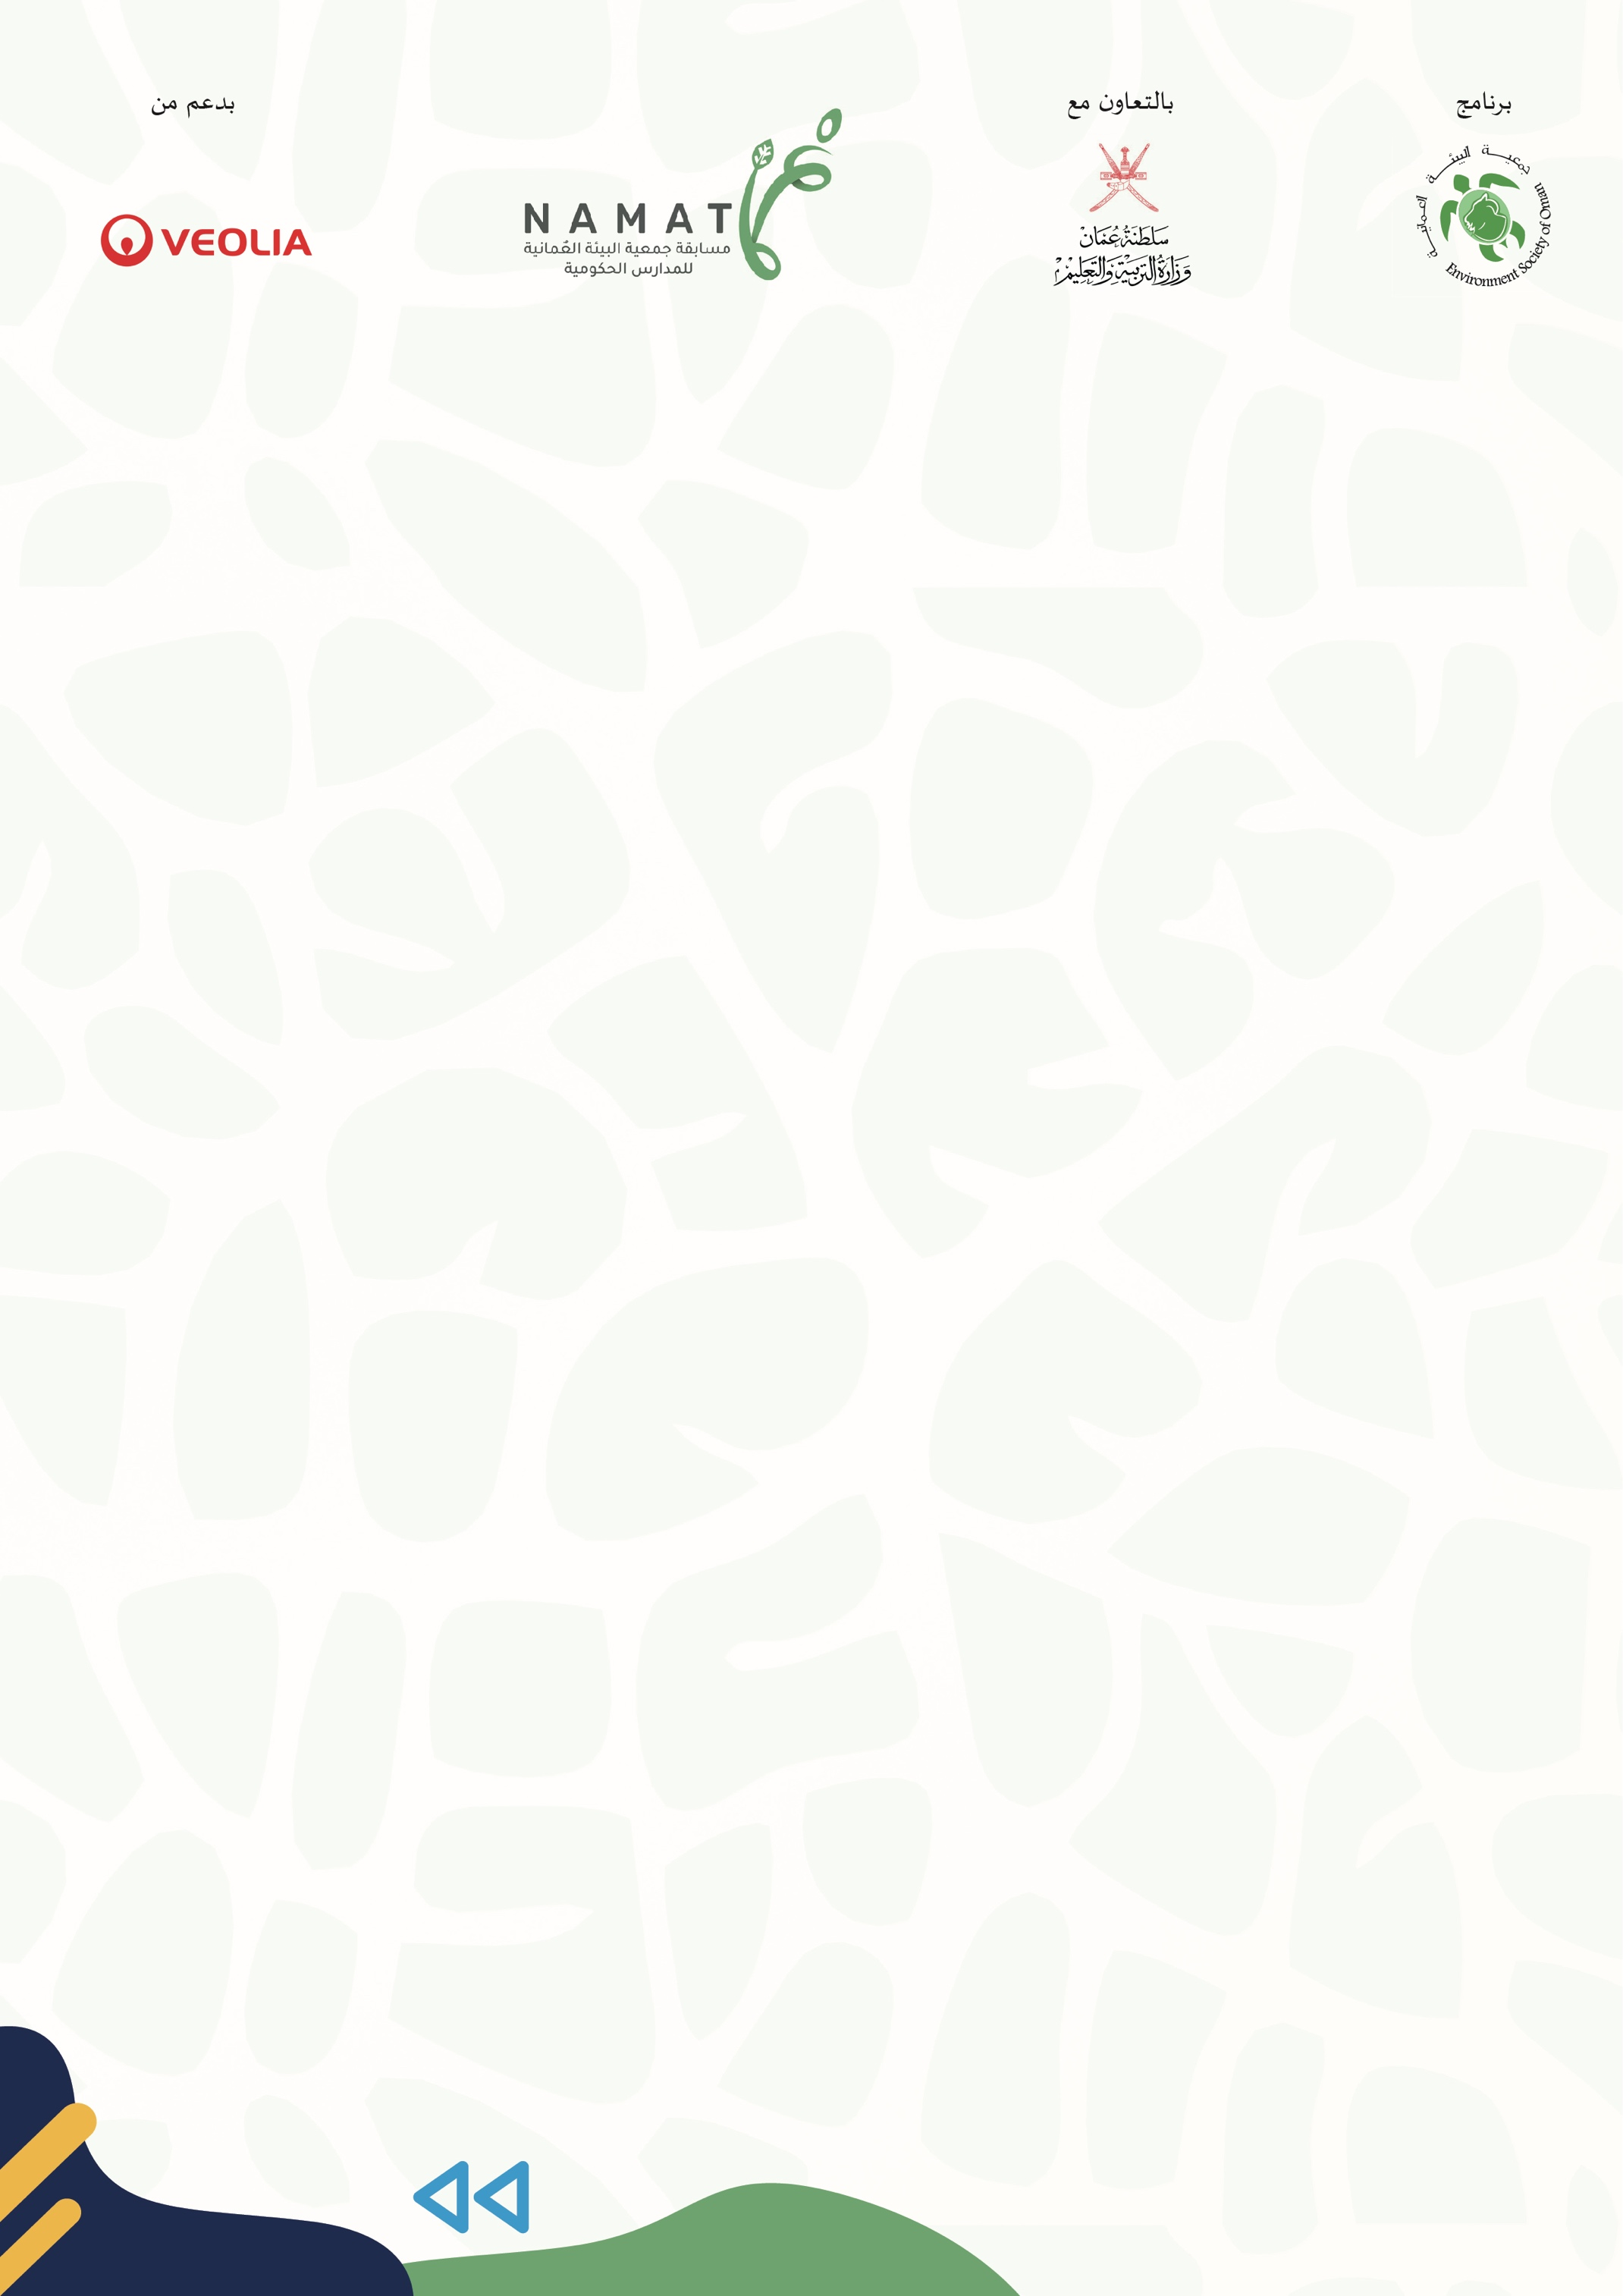 برنامج
جمعية البيئة العمانية
Environment Society of Oman
بالتعاون مع
سلطنة عمان
وزارة التربية والتعليم
NAMAT
مسابقة جمعية البيئة العُمانية
للمدارس الحكومية
بدعم من
VEOLIA